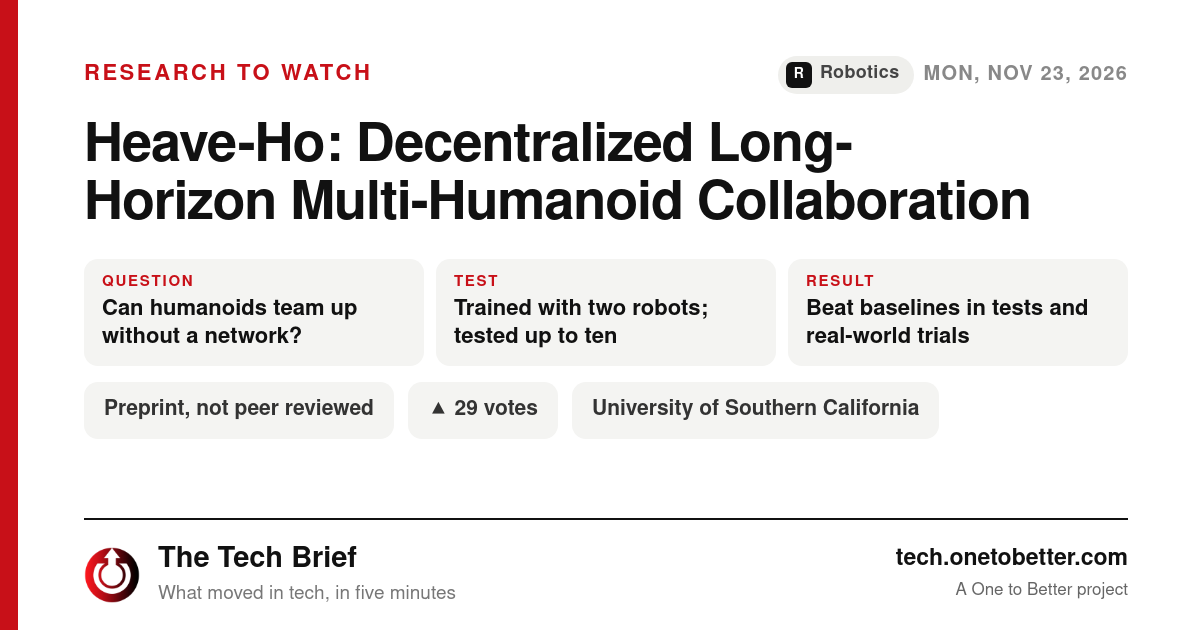 RESEARCH TO WATCH
R Robotics MON, NOV 23, 2026
Heave-Ho: Decentralized Long-
Horizon Multi-Humanoid Collaboration
QUESTION
Can humanoids team up
without a network?
TEST
Trained with two robots;
tested up to ten
RESULT
Beat baselines in tests and
real-world trials
Preprint, not peer reviewed
▲ 29 votes
University of Southern California
The Tech Brief
What moved in tech, in five minutes
tech.onetobetter.com
A One to Better project